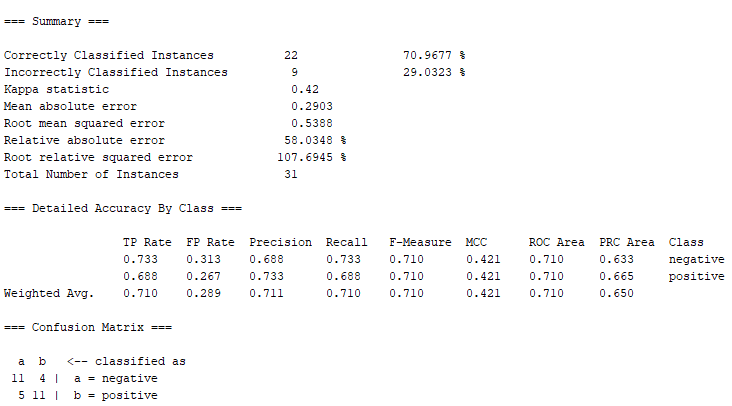 === Summary ===
Correctly Classified Instances 22 70.9677 %
Incorrectly Classified Instances 9 29.0323 %
Kappa statistic 0.42
Mean absolute error 0.2903
Root mean squared error 0.5388
Relative absolute error 58.0348 %
Root relative squared error 107.6945 %
Total Number of Instances 31
=== Detailed Accuracy By Class ===
TP Rate FP Rate Precision Recall F-Measure MCC ROC Area PRC Area Class
0.733 0.313 0.688 0.733 0.710 0.421 0.710 0.633 negative
0.688 0.267 0.733 0.688 0.710 0.421 0.710 0.665 positive
Weighted Avg. 0.710 0.289 0.711 0.710 0.710 0.421 0.710 0.650
=== Confusion Matrix ===
a b <-- classified as
11 4 | a = negative
5 11 | b = positive